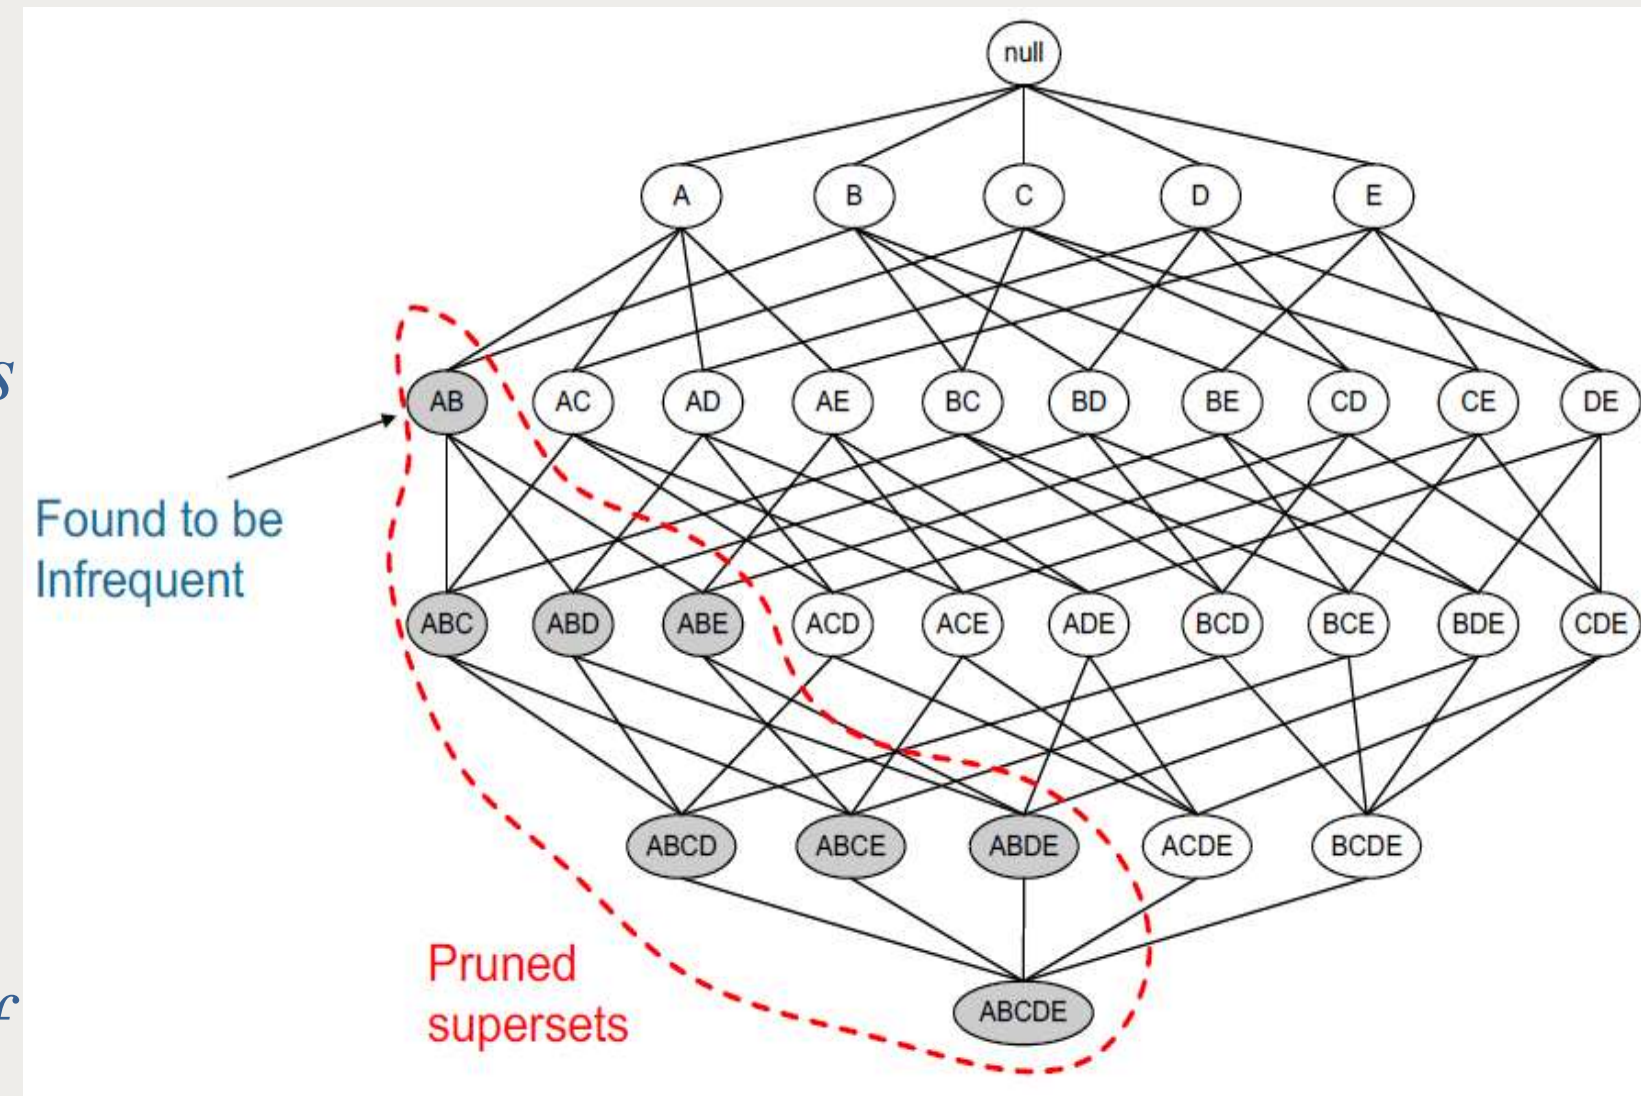 null
A B C D E
s
AB AC AD AE BC BD BE CD CE DE
Found to be
Infrequent
ABC ABD ABE ACD ACE ADE BCD BCE BDE CDE
ABCD ABCE ABDE ACDE BCDE
Pruned
supersets
f
ABCDE